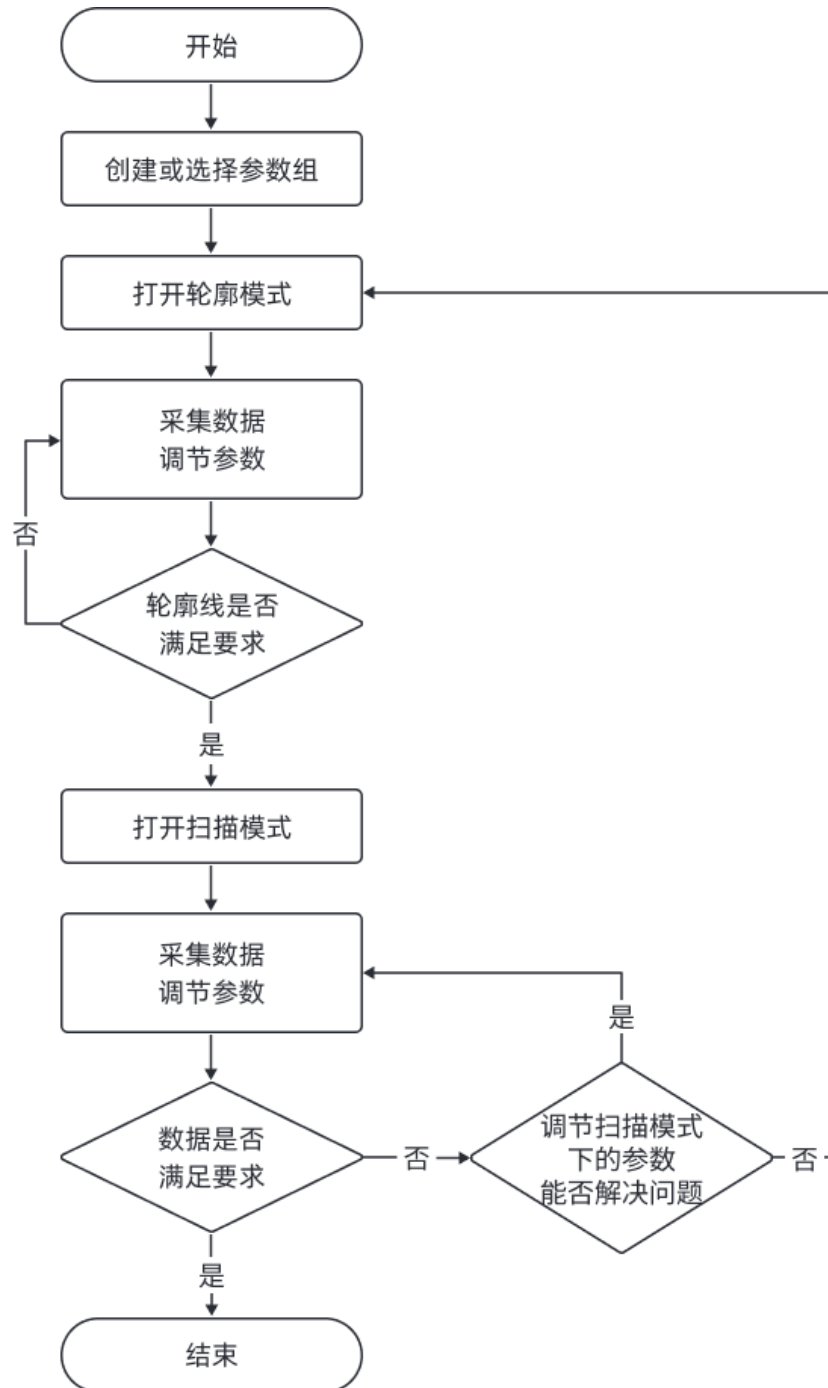 开始
创建或选择参数组
打开轮廓模式
采集数据
调节参数
否
轮廓线是否
满足要求
是
打开扫描模式
采集数据
调节参数
是
数据是否
满足要求
否
调节扫描模式
下的参数
能否解决问题
否
是
结束